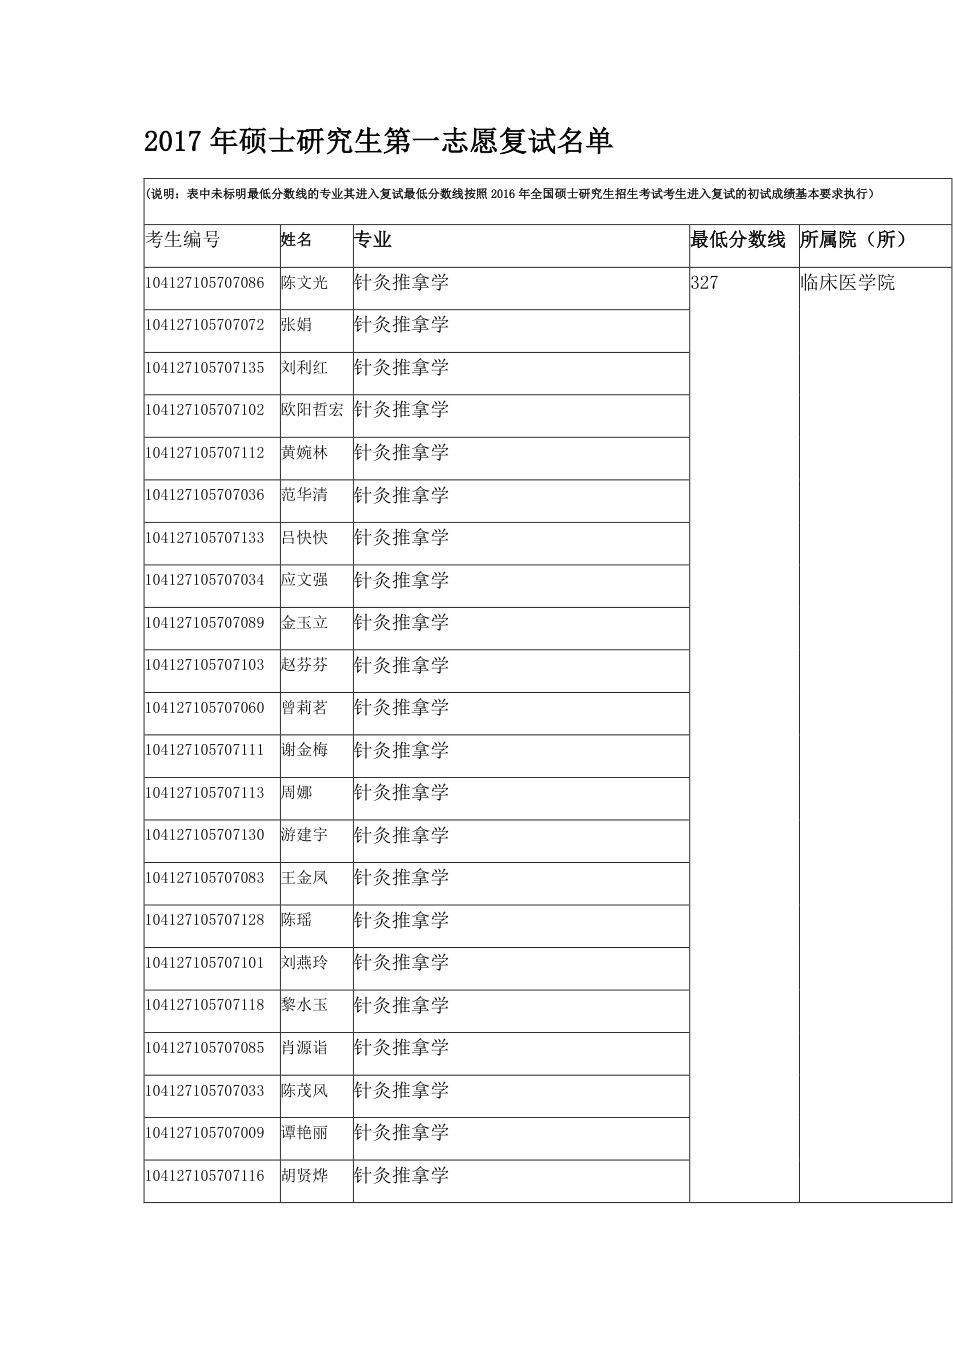 2017 年硕士研究生第一志愿复试名单
(说明：表中未标明最低分数线的专业其进入复试最低分数线按照 2016 年全国硕士研究生招生考试考生进入复试的初试成绩基本要求执行)
考生编号 姓名 专业 最低分数线 所属院（所）
104127105707086 陈文光 针灸推拿学 327 临床医学院
104127105707072 张娟 针灸推拿学
104127105707135 刘利红 针灸推拿学
104127105707102 欧阳哲宏 针灸推拿学
104127105707112 黄婉林 针灸推拿学
104127105707036 范华清 针灸推拿学
104127105707133 吕快快 针灸推拿学
104127105707034 应文强 针灸推拿学
104127105707089 金玉立 针灸推拿学
104127105707103 赵芬芬 针灸推拿学
104127105707060 曾莉茗 针灸推拿学
104127105707111 谢金梅 针灸推拿学
104127105707113 周娜 针灸推拿学
104127105707130 游建宇 针灸推拿学
104127105707083 王金凤 针灸推拿学
104127105707128 陈瑶 针灸推拿学
104127105707101 刘燕玲 针灸推拿学
104127105707118 黎水玉 针灸推拿学
104127105707085 肖源诣 针灸推拿学
104127105707033 陈茂风 针灸推拿学
104127105707009 谭艳丽 针灸推拿学
104127105707116 胡贤烨 针灸推拿学